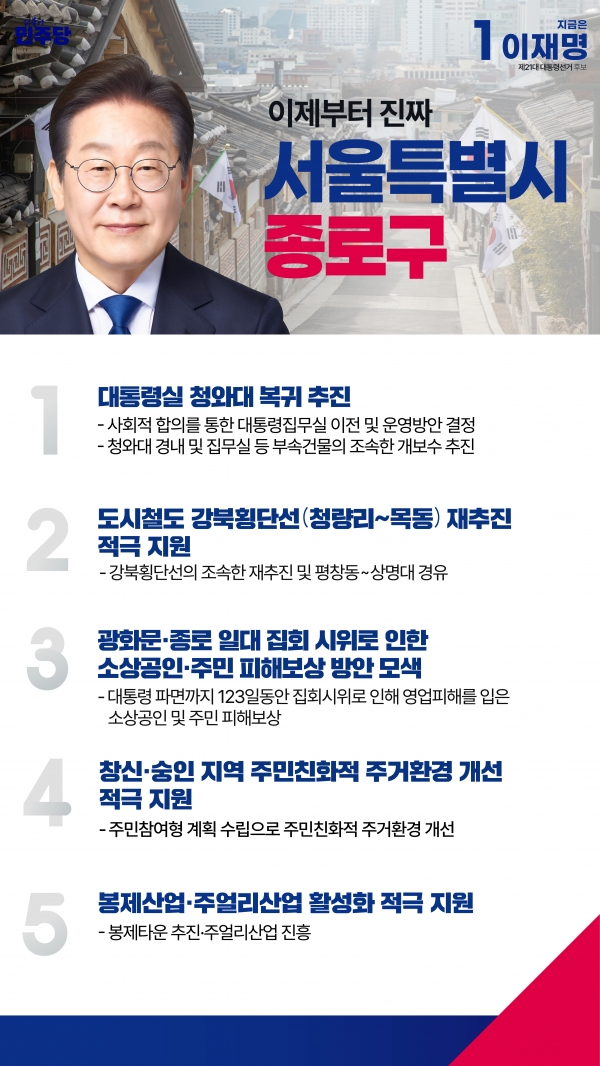 민주당
지금은
1 이재명
제21대 대통령선거 후보
이제부터 진짜
서울특별시
종로구
1
대통령실 청와대 복귀 추진
- 사회적 합의를 통한 대통령집무실 이전 및 운영방안 결정
- 청와대 경내 및 집무실 등 부속건물의 조속한 개보수 추진
2
도시철도 강북횡단선(청량리~목동) 재추진
적극 지원
- 강북횡단선의 조속한 재추진 및 평창동~상명대 경유
3
광화문·종로 일대 집회 시위로 인한
소상공인·주민 피해보상 방안 모색
- 대통령 파면까지 123일동안 집회시위로 인해 영업피해를 입은
소상공인 및 주민 피해보상
4
창신·숭인 지역 주민친화적 주거환경 개선
적극 지원
- 주민참여형 계획 수립으로 주민친화적 주거환경 개선
5
봉제산업·주얼리산업 활성화 적극 지원
- 봉제타운 추진·주얼리산업 진흥